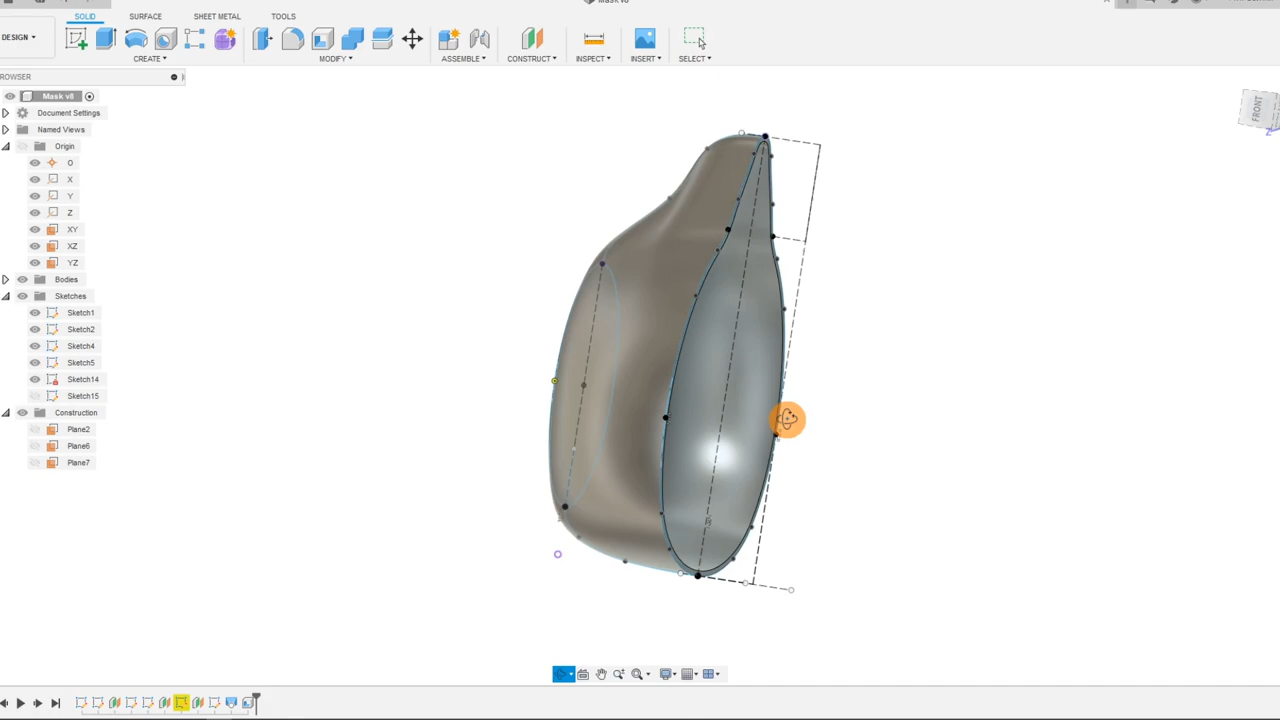 SOLID SURFACE SHEET METAL TOOLS
DESIGN
CREATE MODIFY ASSEMBLE CONSTRUCT INSPECT INSERT SELECT
ROWSER
Mask v8
Document Settings
Named Views
Origin
O
X
Y
Z
XY
XZ
YZ
Bodies
Sketches
Sketch1
Sketch2
Sketch4
Sketch5
Sketch14
Sketch15
Construction
Plane2
Plane6
Plane7
FRONT